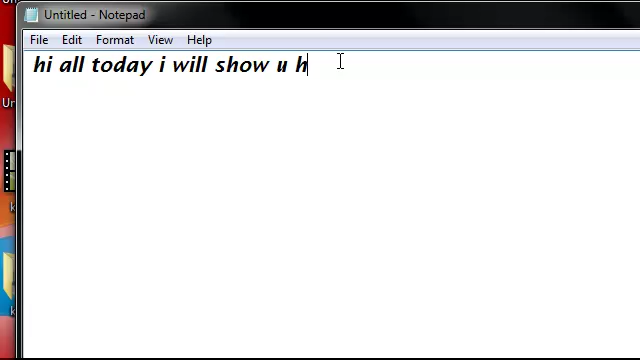 Untitled - Notepad
File Edit Format View Help
hi all today i will show u h